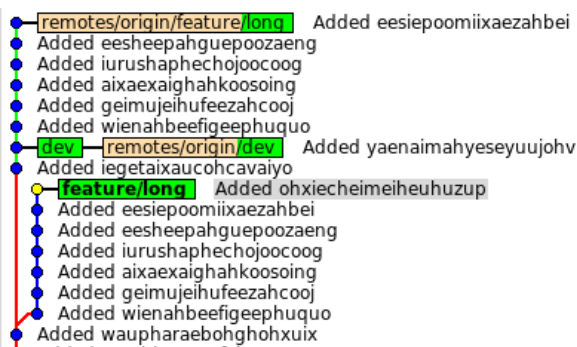 remotes/origin/feature/long Added eesiepoomiixaezahbei
Added eesheepahguepoozaeng
Added iurushaphechojoocoog
Added aixaexaighahkoosoing
Added geimujeihufeezahcooj
Added wienahbeefigeephuquo
dev remotes/origin/dev Added yaenaimahyeseyuujohv
Added iegetaixaucohcavaiyo
feature/long Added ohxiecheimeiheuhuzup
Added eesiepoomiixaezahbei
Added eesheepahguepoozaeng
Added iurushaphechojoocoog
Added aixaexaighahkoosoing
Added geimujeihufeezahcooj
Added wienahbeefigeephuquo
Added waupharaebohghohxuix